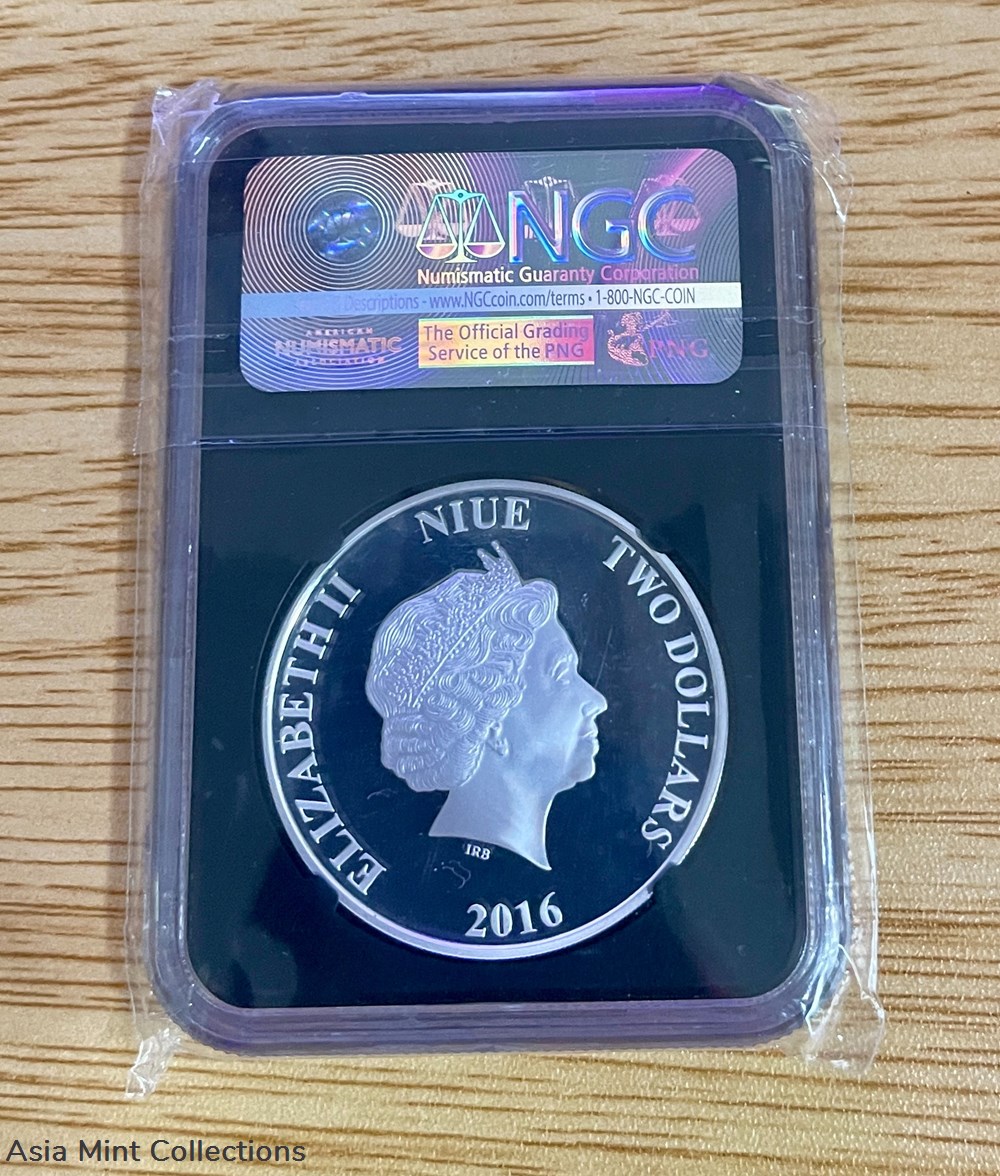 NGC
Numismatic Guaranty Corporation
Descriptions - www.NGCcoin.com/terms • 1-800-NGC-COIN
AMERICAN
NUMISMATIC
The Official Grading
Service of the PNG
PNG
NIUE
TWO DOLLARS
ELIZABETH II
IRB
2016
Asia Mint Collections